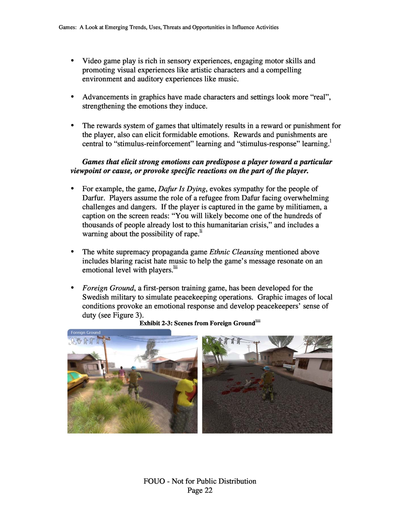 Games:  A Look at Emerging Trends, Uses, Threats and Opportunities in Influence Activities
• Video game play is rich in sensory experiences, engaging motor skills and
promoting visual experiences like artistic characters and a compelling
environment and auditory experiences like music.
• Advancements in graphics have made characters and settings look more “real”,
strengthening the emotions they induce.
• The rewards system of games that ultimately results in a reward or punishment for
the player, also can elicit formidable emotions.  Rewards and punishments are
central to “stimulus-reinforcement” learning and “stimulus-response” learning.i
Games that elicit strong emotions can predispose a player toward a particular
viewpoint or cause, or provoke specific reactions on the part of the player.
• For example, the game, Dafur Is Dying, evokes sympathy for the people of
Darfur.  Players assume the role of a refugee from Dafur facing overwhelming
challenges and dangers.  If the player is captured in the game by militiamen, a
caption on the screen reads: “You will likely become one of the hundreds of
thousands of people already lost to this humanitarian crisis,” and includes a
warning about the possibility of rape.ii
• The white supremacy propaganda game Ethnic Cleansing mentioned above
includes blaring racist hate music to help the game’s message resonate on an
emotional level with players.iii
• Foreign Ground, a first-person training game, has been developed for the
Swedish military to simulate peacekeeping operations.  Graphic images of local
conditions provoke an emotional response and develop peacekeepers’ sense of
duty (see Figure 3).
Exhibit 2-3: Scenes from Foreign Ground
Foreign Ground
FOUO - Not for Public Distribution
Page 22